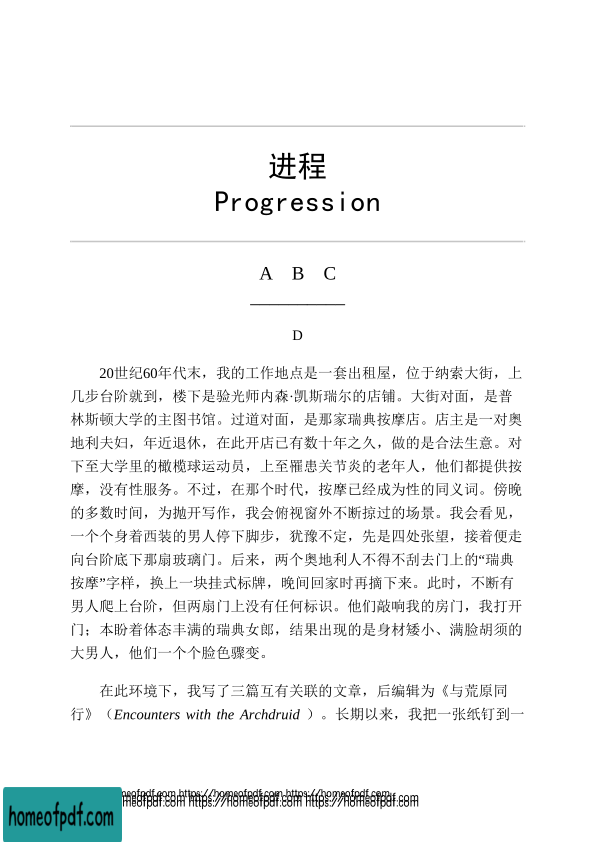 进程
Progression
A B C
D
20世纪60年代末，我的工作地点是一套出租屋，位于纳索大街，上
几步台阶就到，楼下是验光师内森·凯斯瑞尔的店铺。大街对面，是普
林斯顿大学的主图书馆。过道对面，是那家瑞典按摩店。店主是一对奥
地利夫妇，年近退休，在此开店已有数十年之久，做的是合法生意。对
下至大学里的橄榄球运动员，上至罹患关节炎的老年人，他们都提供按
摩，没有性服务。不过，在那个时代，按摩已经成为性的同义词。傍晚
的多数时间，为抛开写作，我会俯视窗外不断掠过的场景。我会看见，
一个个身着西装的男人停下脚步，犹豫不定，先是四处张望，接着便走
向台阶底下那扇玻璃门。后来，两个奥地利人不得不刮去门上的“瑞典
按摩”字样，换上一块挂式标牌，晚间回家时再摘下来。此时，不断有
男人爬上台阶，但两扇门上没有任何标识。他们敲响我的房门，我打开
门；本盼着体态丰满的瑞典女郎，结果出现的是身材矮小、满脸胡须的
大男人，他们一个个脸色骤变。
在此环境下，我写了三篇互有关联的文章，后编辑为《与荒原同
行》（Encounters with the Archdruid ）。长期以来，我把一张纸钉到一
homeofpdf.com https://homeofpdf.com https://homeofpdf.com
homeofpdf.com https://homeofpdf.com https://homeofpdf.com
homeofpdf.com